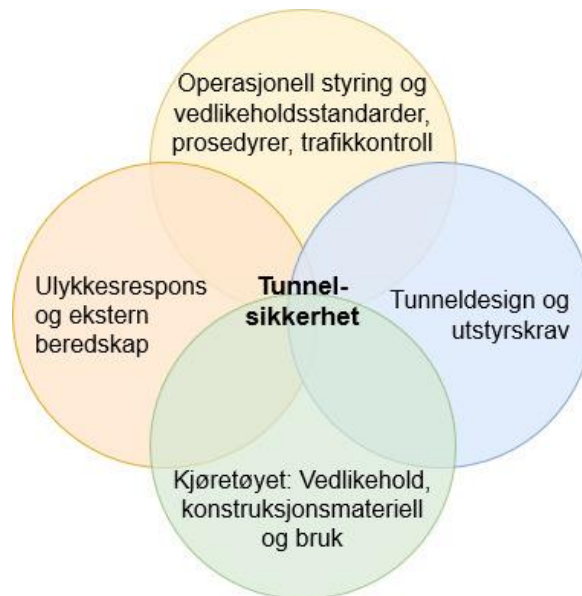 Operasjonell styring og
vedlikeholdsstandarder,
prosedyrer, trafikkontroll
Ulykkesrespons
og ekstern
beredskap
Tunnel-
sikkerhet
Tunneldesign og
utstyrskrav
Kjøretøyet: Vedlikehold,
konstruksjonsmateriell
og bruk